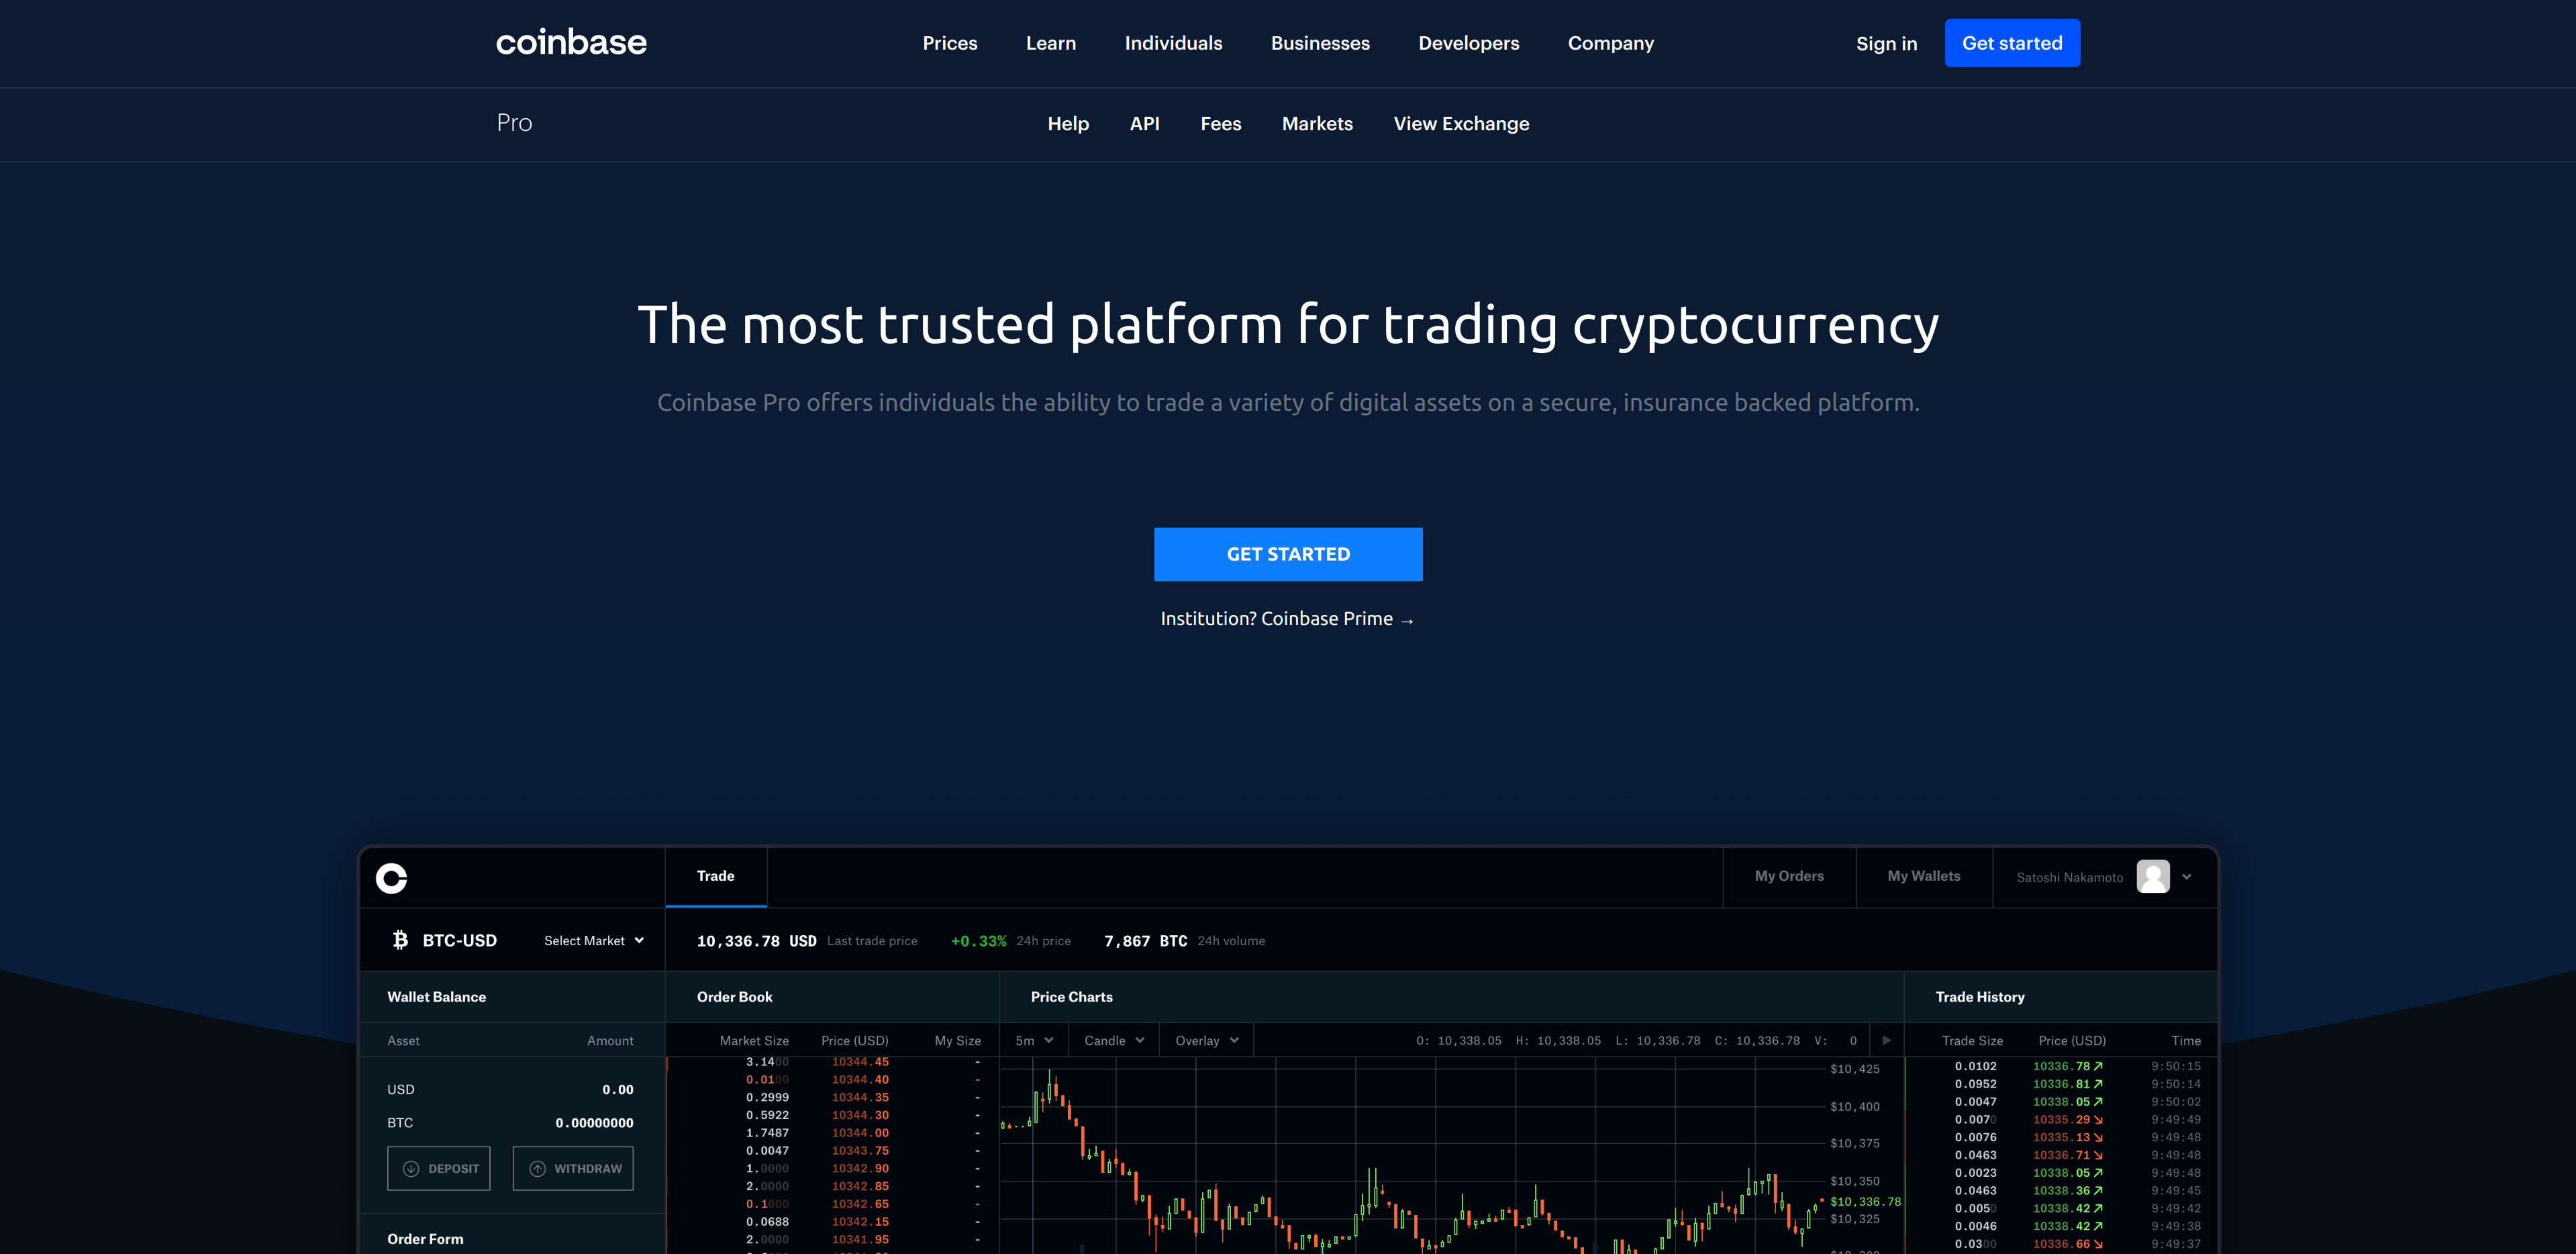 coinbase
Prices Learn Individuals Businesses Developers Company
Sign in Get started
Pro
Help API Fees Markets View Exchange
The most trusted platform for trading cryptocurrency
Coinbase Pro offers individuals the ability to trade a variety of digital assets on a secure, insurance backed platform.
GET STARTED
Institution? Coinbase Prime →
Trade My Orders My Wallets Satoshi Nakamoto
BTC-USD Select Market 10,336.78 USD Last trade price +0.33% 24h price 7,867 BTC 24h volume
Wallet Balance
Asset Amount
USD 0.00
BTC 0.00000000
DEPOSIT WITHDRAW
Order Form
Order Book
Market Size Price (USD) My Size
3.1400 10344.45 -
0.0100 10344.40 -
0.2999 10344.35 -
0.5922 10344.30 -
1.7487 10344.00 -
0.0047 10343.75 -
1.0000 10342.90 -
2.0000 10342.85 -
0.1000 10342.65 -
0.0688 10342.15 -
2.0000 10341.95 -
Price Charts
5m Candle Overlay O: 10,338.05 H: 10,338.05 L: 10,336.78 C: 10,336.78 V: 0
$10,425
$10,400
$10,375
$10,350
$10,336.78
$10,325
Trade History
Trade Size Price (USD) Time
0.0102 10336.78 ↗ 9:50:15
0.0952 10336.81 ↗ 9:50:14
0.0047 10338.05 ↗ 9:50:02
0.0070 10335.29 ↘ 9:49:49
0.0076 10335.13 ↘ 9:49:48
0.0463 10336.71 ↘ 9:49:48
0.0023 10338.05 ↗ 9:49:48
0.0463 10338.36 ↗ 9:49:45
0.0050 10338.42 ↗ 9:49:42
0.0046 10338.42 ↗ 9:49:38
0.0300 10336.66 ↘ 9:49:37